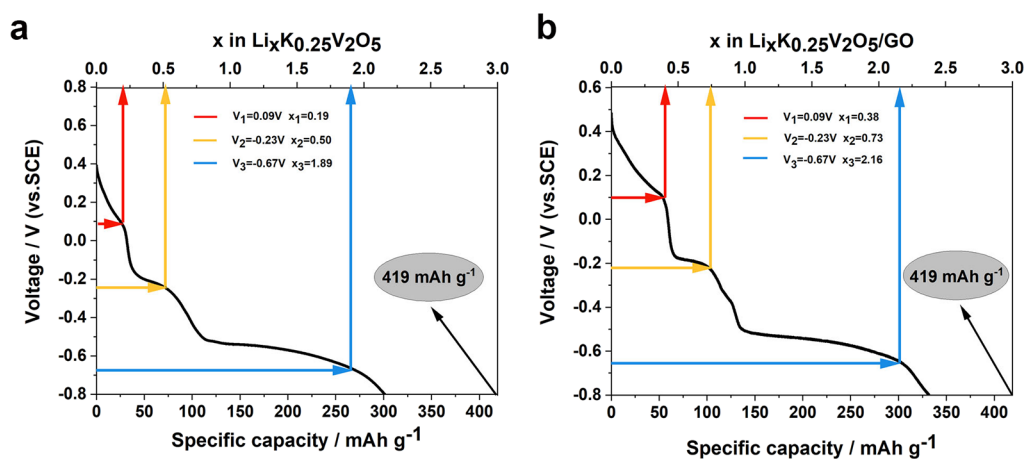 a
x in LiₓK₀.₂₅V₂O₅
0.0 0.5 1.0 1.5 2.0 2.5 3.0
V₁=0.09V x₁=0.19
V₂=-0.23V x₂=0.50
V₃=-0.67V x₃=1.89
Voltage / V (vs.SCE)
0.8
0.6
0.4
0.2
0.0
-0.2
-0.4
-0.6
-0.8
419 mAh g⁻¹
0 50 100 150 200 250 300 350 400
Specific capacity / mAh g⁻¹
b
x in LiₓK₀.₂₅V₂O₅/GO
0.0 0.5 1.0 1.5 2.0 2.5 3.0
V₁=0.09V x₁=0.38
V₂=-0.23V x₂=0.73
V₃=-0.67V x₃=2.16
Voltage / V (vs.SCE)
0.6
0.4
0.2
0.0
-0.2
-0.4
-0.6
-0.8
419 mAh g⁻¹
0 50 100 150 200 250 300 350 400
Specific capacity / mAh g⁻¹